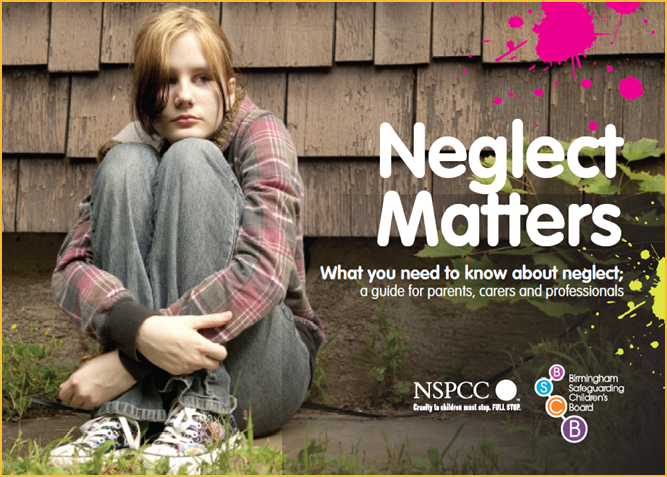 Neglect
Matters
What you need to know about neglect;
a guide for parents, carers and professionals
NSPCC
Cruelty to children must stop. FULL STOP.
B
S
C
B
Birmingham
Safeguarding
Children's
Board